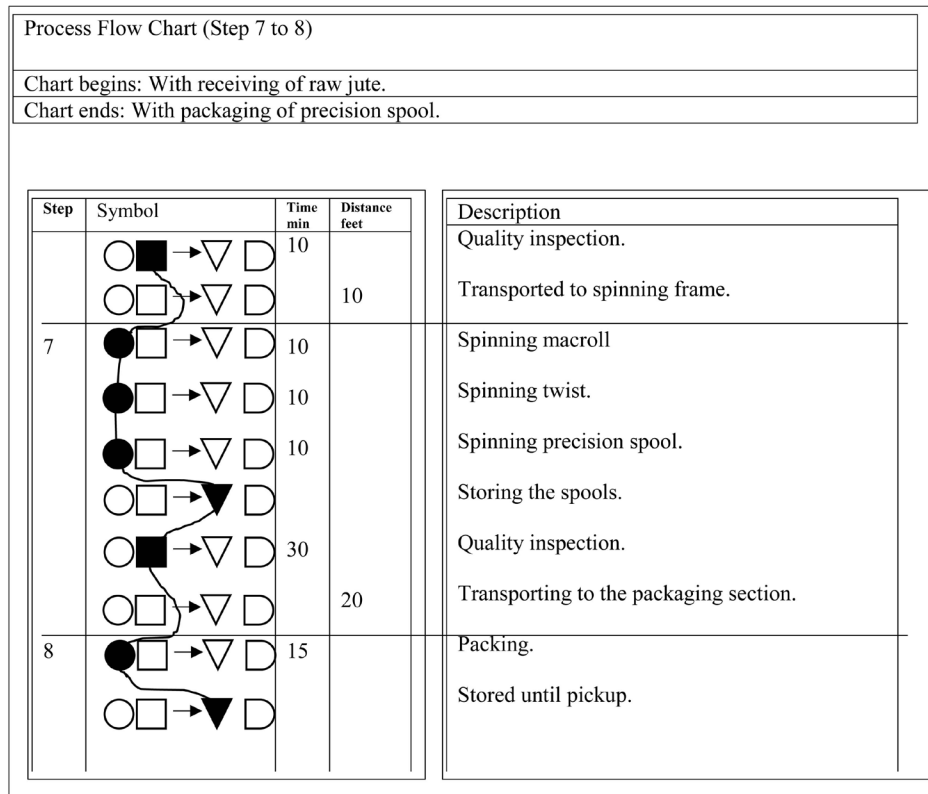 Process Flow Chart (Step 7 to 8)
Chart begins: With receiving of raw jute.
Chart ends: With packaging of precision spool.
Step Symbol Time min Distance feet Description
10 Quality inspection.
10 Transported to spinning frame.
7 10 Spinning macroll
10 Spinning twist.
10 Spinning precision spool.
Storing the spools.
30 Quality inspection.
20 Transporting to the packaging section.
8 15 Packing.
Stored until pickup.